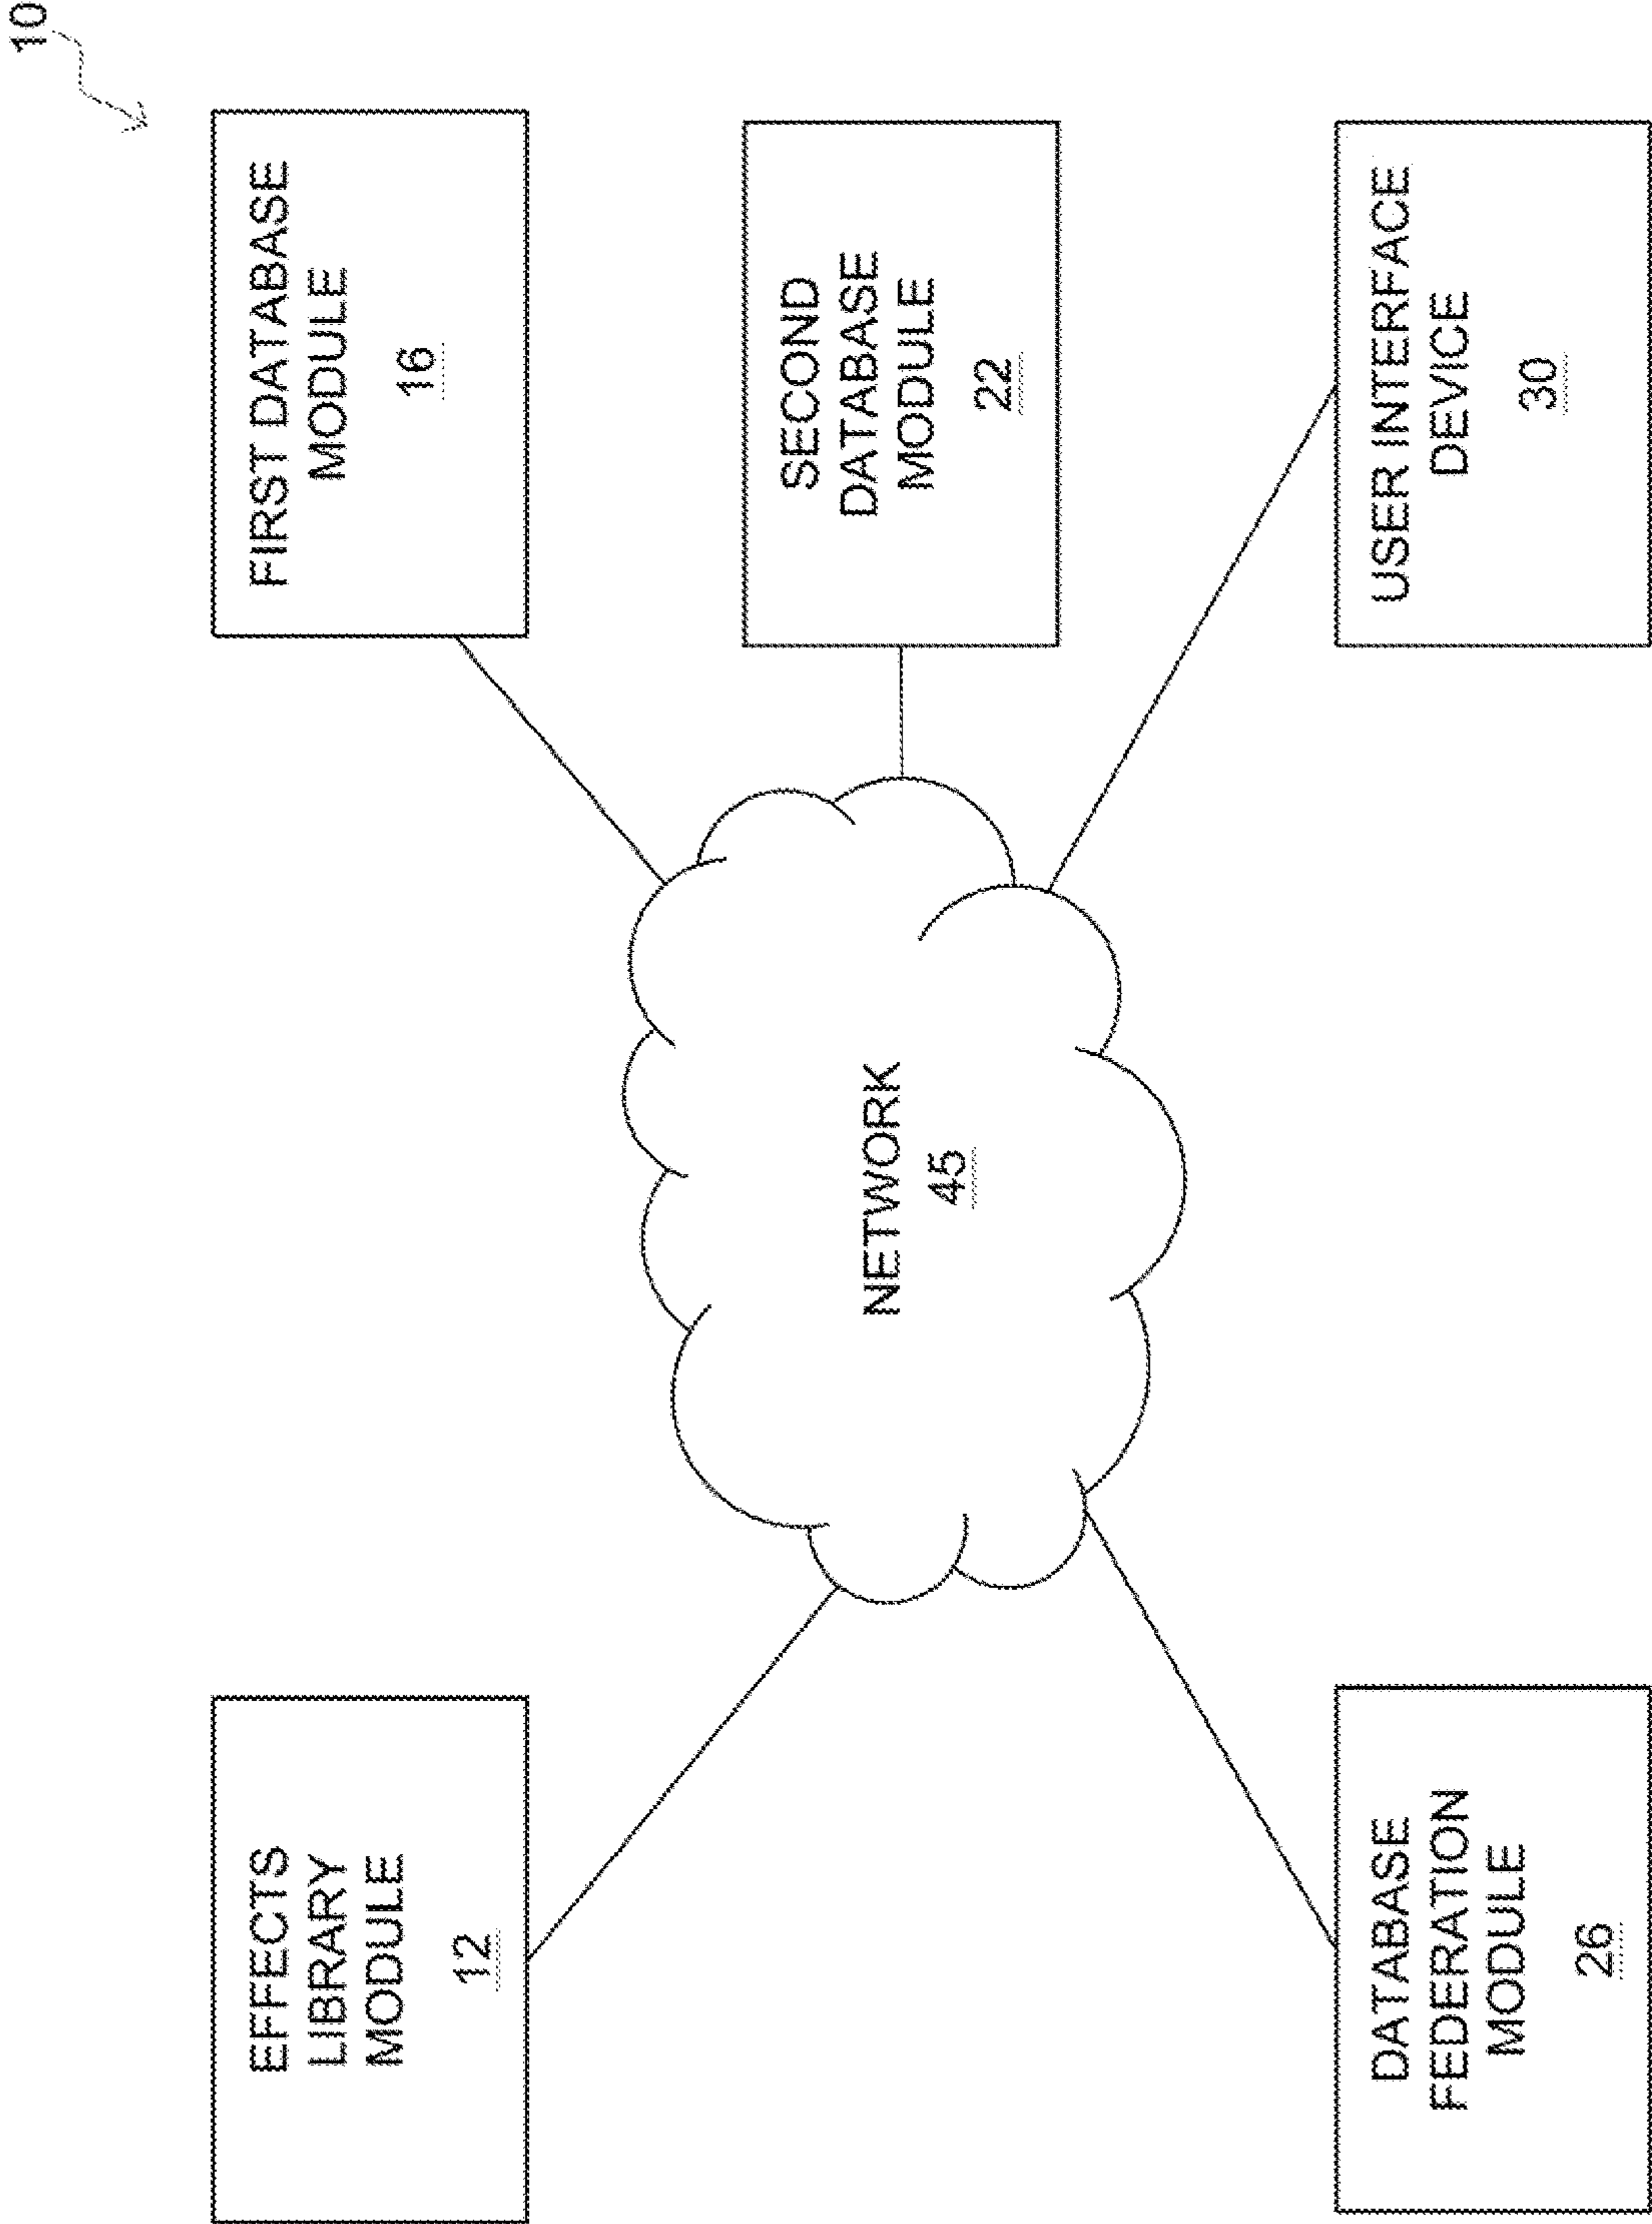 10
EFFECTS
LIBRARY
MODULE
12
FIRST DATABASE
MODULE
16
SECOND
DATABASE
MODULE
22
NETWORK
45
DATABASE
FEDERATION
MODULE
26
USER INTERFACE
DEVICE
30